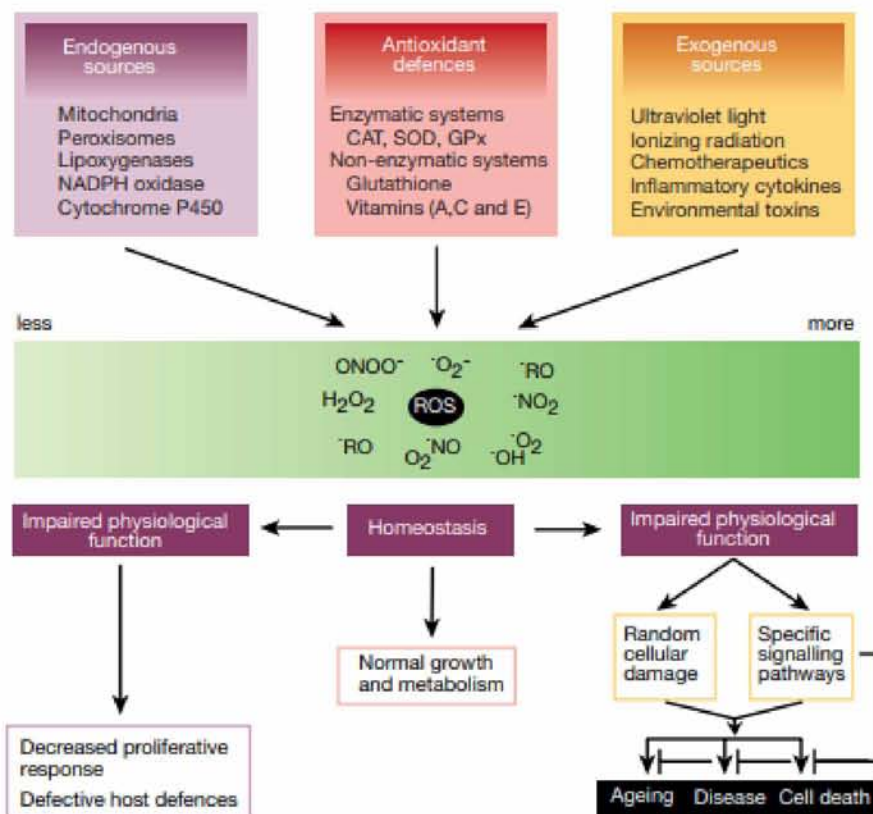 Endogenous
sources
Mitochondria
Peroxisomes
Lipoxygenases
NADPH oxidase
Cytochrome P450
Antioxidant
defences
Enzymatic systems
CAT, SOD, GPx
Non-enzymatic systems
Glutathione
Vitamins (A,C and E)
Exogenous
sources
Ultraviolet light
Ionizing radiation
Chemotherapeutics
Inflammatory cytokines
Environmental toxins
less
more
ONOO⁻ ·O₂⁻ ·RO
H₂O₂ ROS ·NO₂
·RO O₂ ·NO ·OH ·O₂
Impaired physiological
function
Homeostasis
Impaired physiological
function
Normal growth
and metabolism
Random
cellular
damage
Specific
signalling
pathways
Decreased proliferative
response
Defective host defences
Ageing Disease Cell death